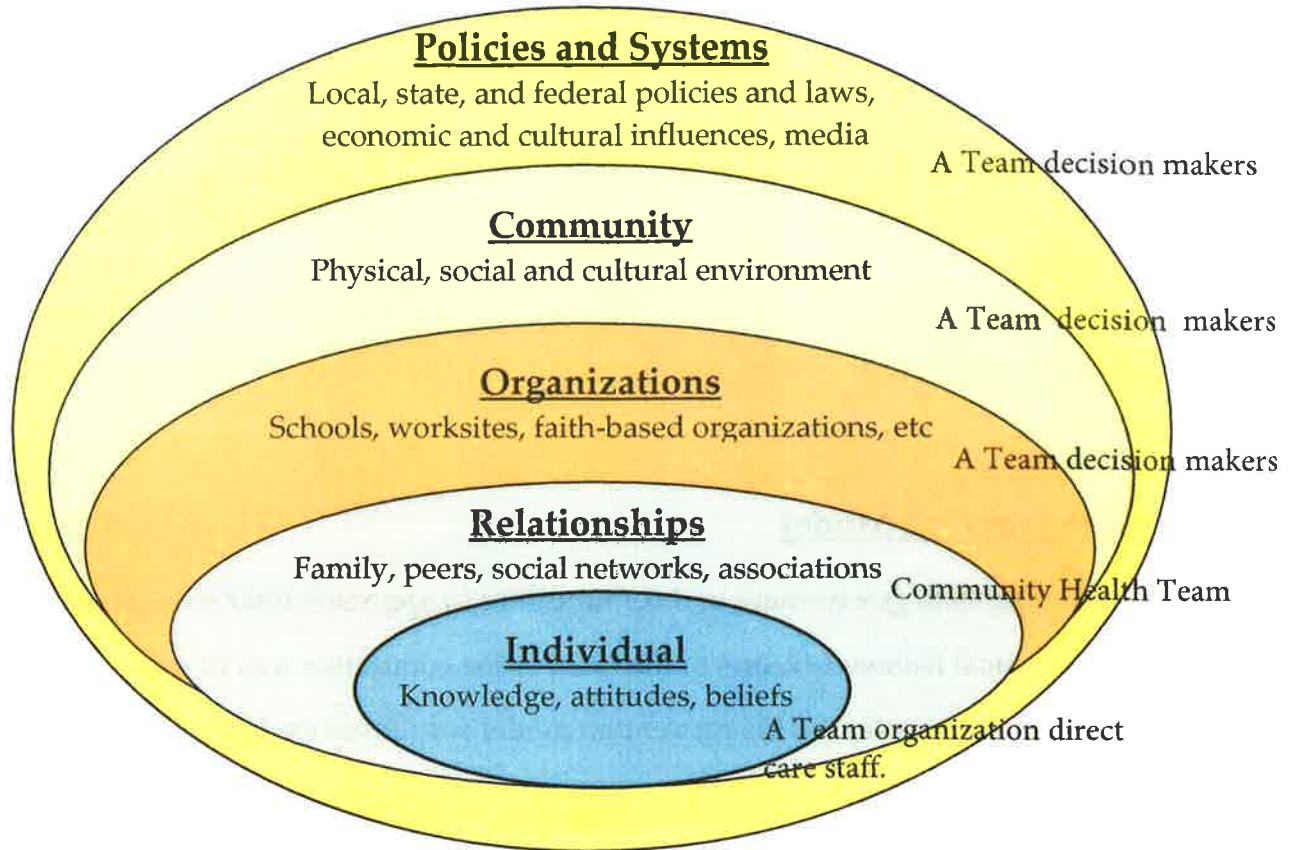 Policies and Systems
Local, state, and federal policies and laws,
economic and cultural influences, media
A Team decision makers
Community
Physical, social and cultural environment
A Team decision makers
Organizations
Schools, worksites, faith-based organizations, etc
A Team decision makers
Relationships
Family, peers, social networks, associations
Community Health Team
Individual
Knowledge, attitudes, beliefs
A Team organization direct
care staff.